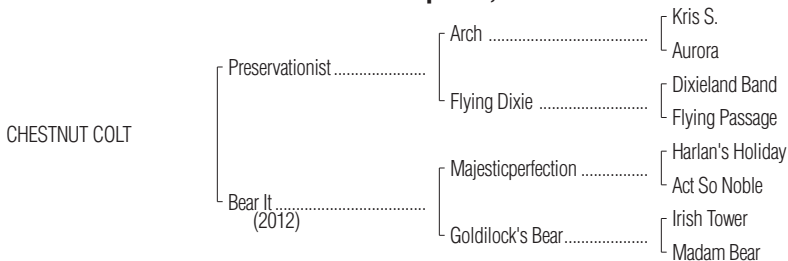 Kris S.
Arch ........................................
Aurora
Preservationist......................
Dixieland Band
Flying Dixie ..........................
Flying Passage
CHESTNUT COLT
Harlan's Holiday
Majesticperfection ................
Act So Noble
Bear It....................................
(2012)
Irish Tower
Goldilock's Bear....................
Madam Bear